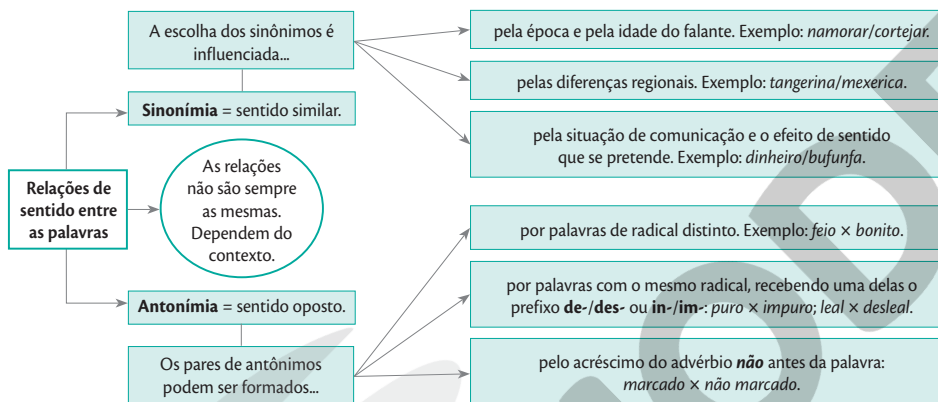 A escolha dos sinônimos é
influenciada...
pela época e pela idade do falante. Exemplo: namorar/cortejar.
pelas diferenças regionais. Exemplo: tangerina/mexerica.
pela situação de comunicação e o efeito de sentido
que se pretende. Exemplo: dinheiro/bufunfa.
Sinonímia = sentido similar.
Relações de
sentido entre
as palavras
As relações
não são sempre
as mesmas.
Dependem do
contexto.
Antonímia = sentido oposto.
Os pares de antônimos
podem ser formados...
por palavras de radical distinto. Exemplo: feio × bonito.
por palavras com o mesmo radical, recebendo uma delas o
prefixo de-/des- ou in-/im-: puro × impuro; leal × desleal.
pelo acréscimo do advérbio não antes da palavra:
marcado × não marcado.